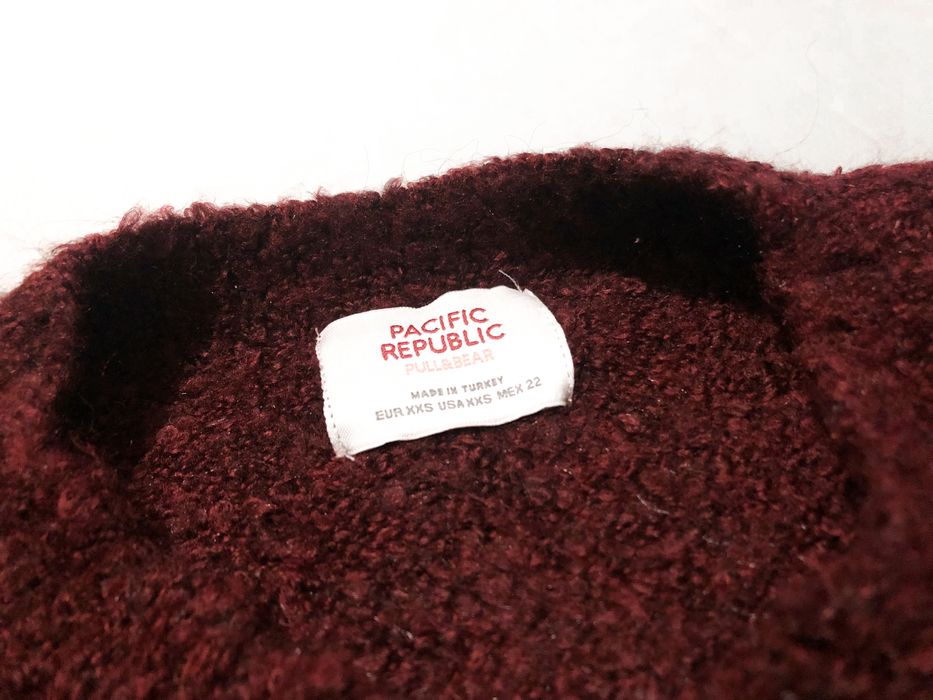 PACIFIC
REPUBLIC
PULL&BEAR
MADE IN TURKEY
EUR XXS USA XXS MEX 22